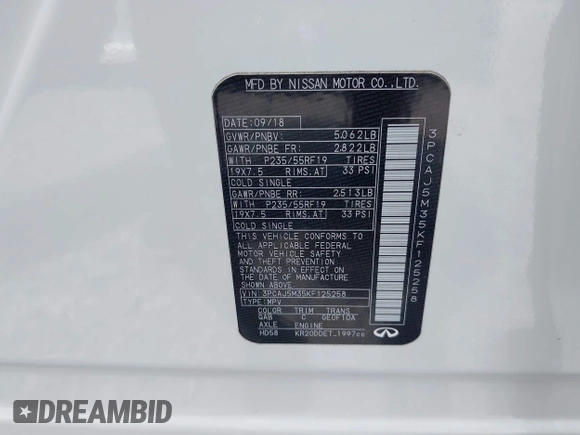 MFD BY NISSAN MOTOR CO.,LTD.
DATE:09/18
GVWR/PNBV: 5,062LB
GAWR/PNBE FR: 2,822LB
WITH P235/55RF19 TIRES
19X7.5 RIMS,AT 33 PSI
COLD SINGLE
GAWR/PNBE RR: 2,513LB
WITH P235/55RF19 TIRES
19X7.5 RIMS,AT 33 PSI
COLD SINGLE
THIS VEHICLE CONFORMS TO
ALL APPLICABLE FEDERAL
MOTOR VEHICLE SAFETY
AND THEFT PREVENTION
STANDARDS IN EFFECT ON
THE DATE OF MANUFACTURE
SHOWN ABOVE.
VIN:3PCAJ5M35KF125258
TYPE:MPV
COLOR TRIM TRANS
QAB C GEOF1DA
AXLE ENGINE
HD58 KR20DDET 1997cc
INFINITI
3PCAJ5M35KF125258
DREAMBID